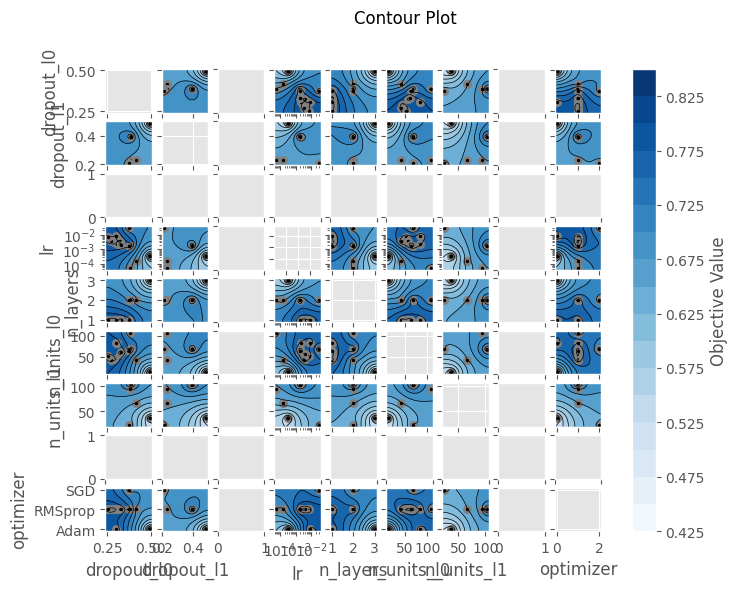 Contour Plot
dropout_l0
0.50
0.25
dropout_l1
0.4
0.2
1
0
lr
10⁻²
10⁻³
10⁻⁴
n_layers
3
2
1
n_units_l0
100
50
n_units_l1
100
50
1
0
optimizer
SGD
RMSprop
Adam
0.25
0.50
0.2
0.4
0
1
10⁻²
1
2
3
50
100
50
100
0
1
0
2
dropout_l0
dropout_l1
lr
n_layers
n_units_l0
n_units_l1
optimizer
0.825
0.775
0.725
0.675
0.625
0.575
0.525
0.475
0.425
Objective Value